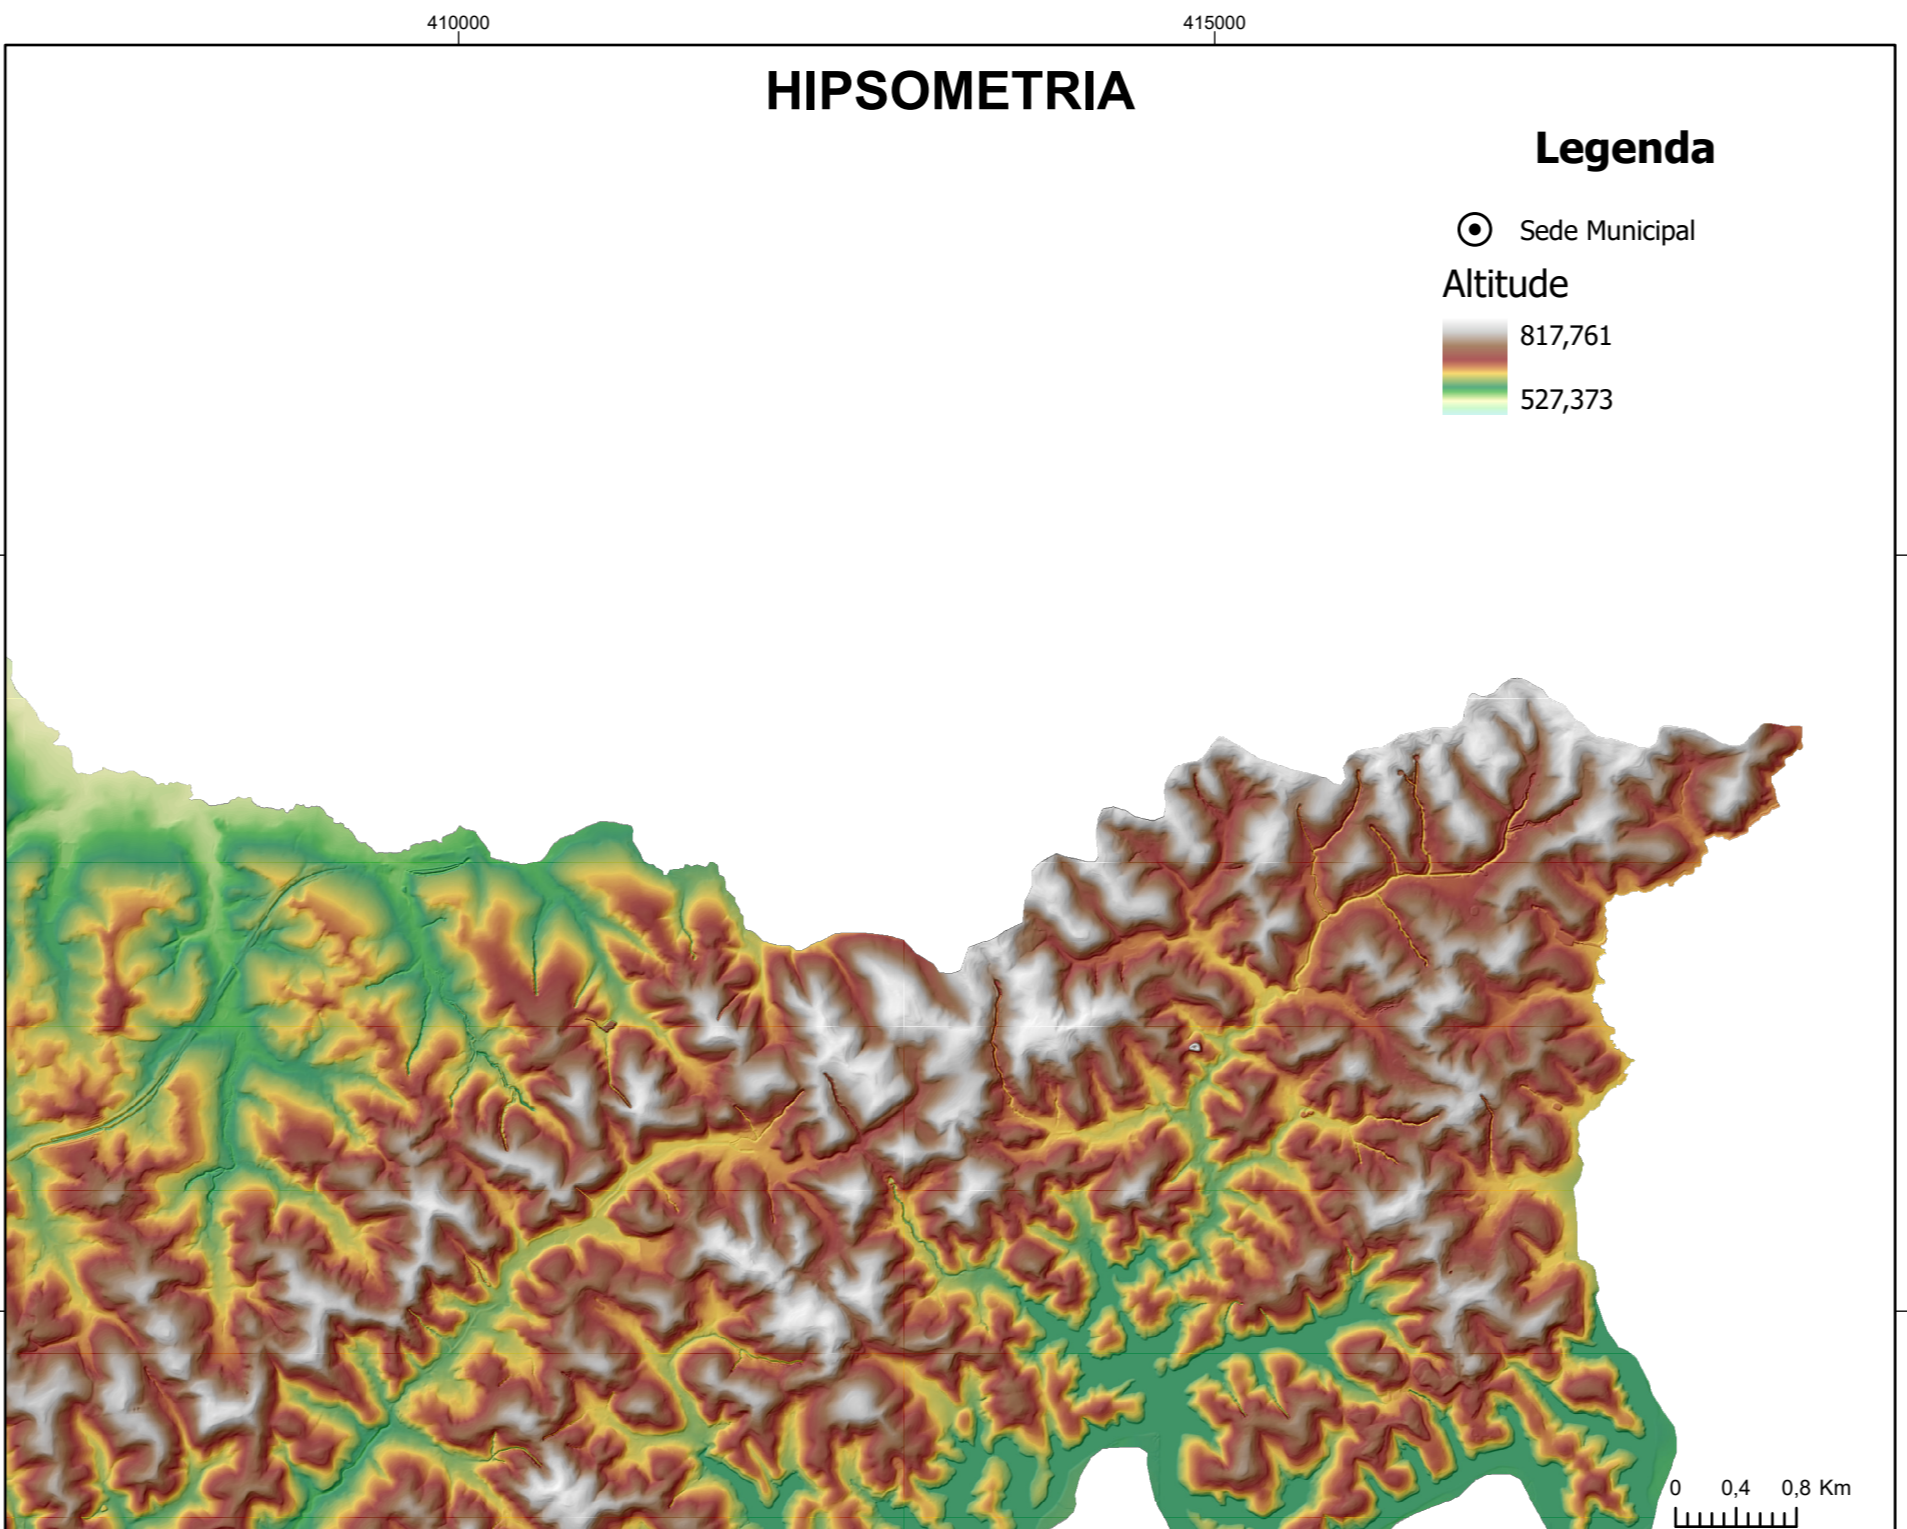 410000 415000
HIPSOMETRIA
Legenda
Sede Municipal
Altitude
817,761
527,373
0 0,4 0,8 Km